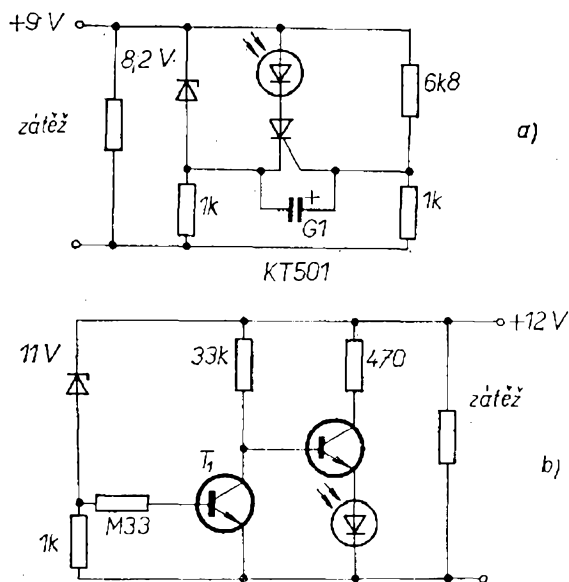 +9 V
8,2 V
6k8
zátěž
a)
1k
+
G1
1k
KT501
+12 V
11 V
33k
470
zátěž
T1
b)
M33
1k